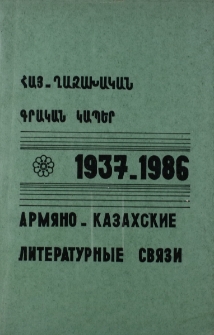 ՀԱՅ-ՂԱԶԱԽԱԿԱՆ
ԳՐԱԿԱՆ ԿԱՊԵՐ
1937-1986
АРМЯНО-КАЗАХСКИЕ
ЛИТЕРАТУРНЫЕ СВЯЗИ